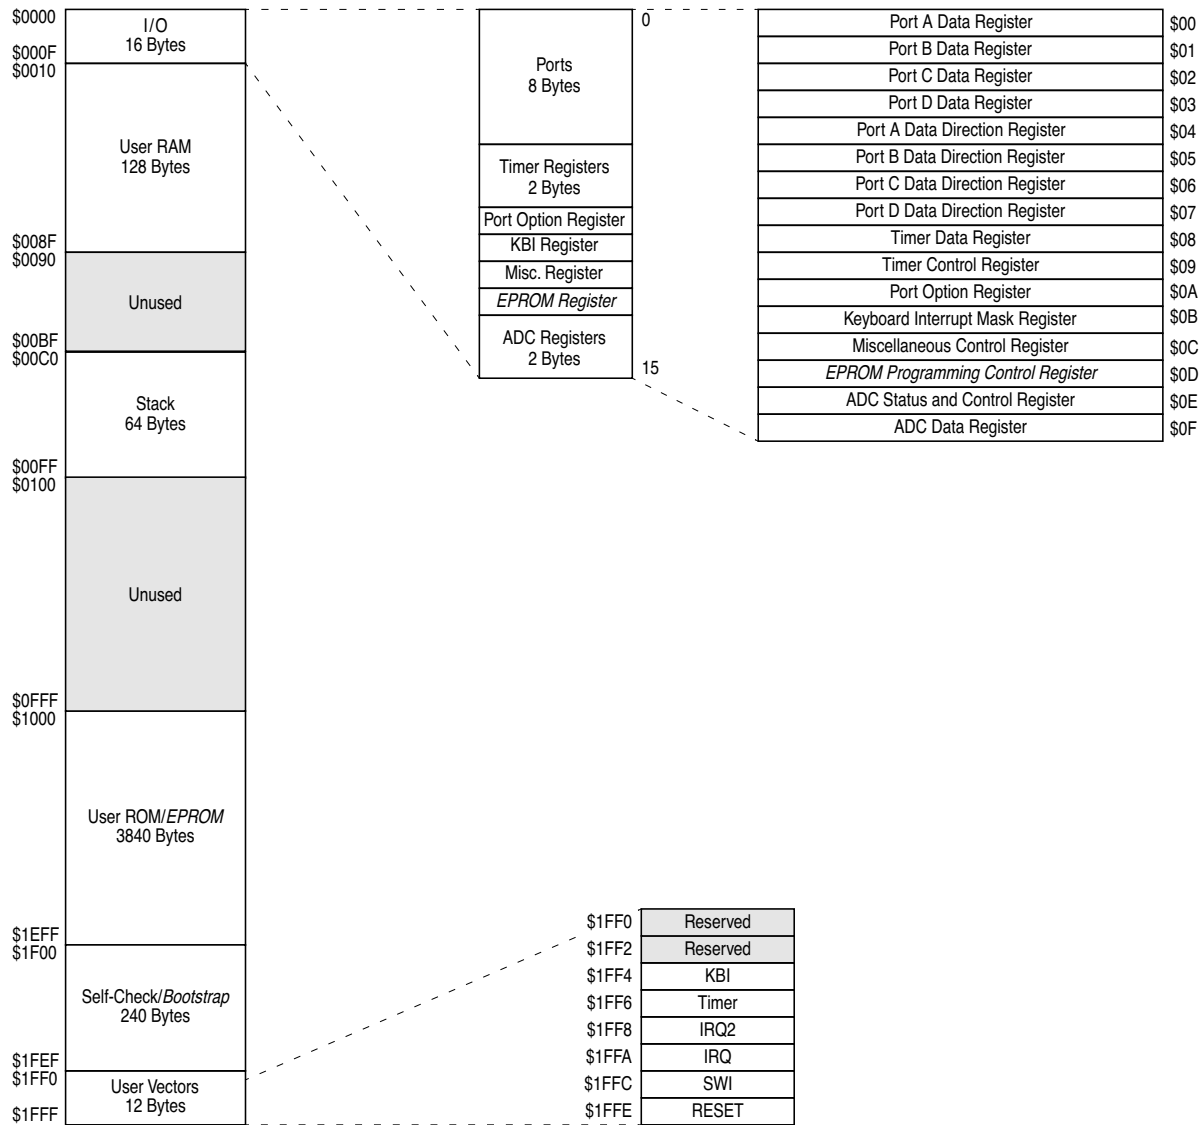 $0000
I/O
16 Bytes
$000F
$0010
User RAM
128 Bytes
$008F
$0090
Unused
$00BF
$00C0
Stack
64 Bytes
$00FF
$0100
Unused
$0FFF
$1000
User ROM/EPROM
3840 Bytes
$1EFF
$1F00
Self-Check/Bootstrap
240 Bytes
$1FEF
$1FF0
User Vectors
12 Bytes
$1FFF
0
Ports
8 Bytes
Timer Registers
2 Bytes
Port Option Register
KBI Register
Misc. Register
EPROM Register
ADC Registers
2 Bytes
15
Port A Data Register $00
Port B Data Register $01
Port C Data Register $02
Port D Data Register $03
Port A Data Direction Register $04
Port B Data Direction Register $05
Port C Data Direction Register $06
Port D Data Direction Register $07
Timer Data Register $08
Timer Control Register $09
Port Option Register $0A
Keyboard Interrupt Mask Register $0B
Miscellaneous Control Register $0C
EPROM Programming Control Register $0D
ADC Status and Control Register $0E
ADC Data Register $0F
$1FF0 Reserved
$1FF2 Reserved
$1FF4 KBI
$1FF6 Timer
$1FF8 IRQ2
$1FFA IRQ
$1FFC SWI
$1FFE RESET